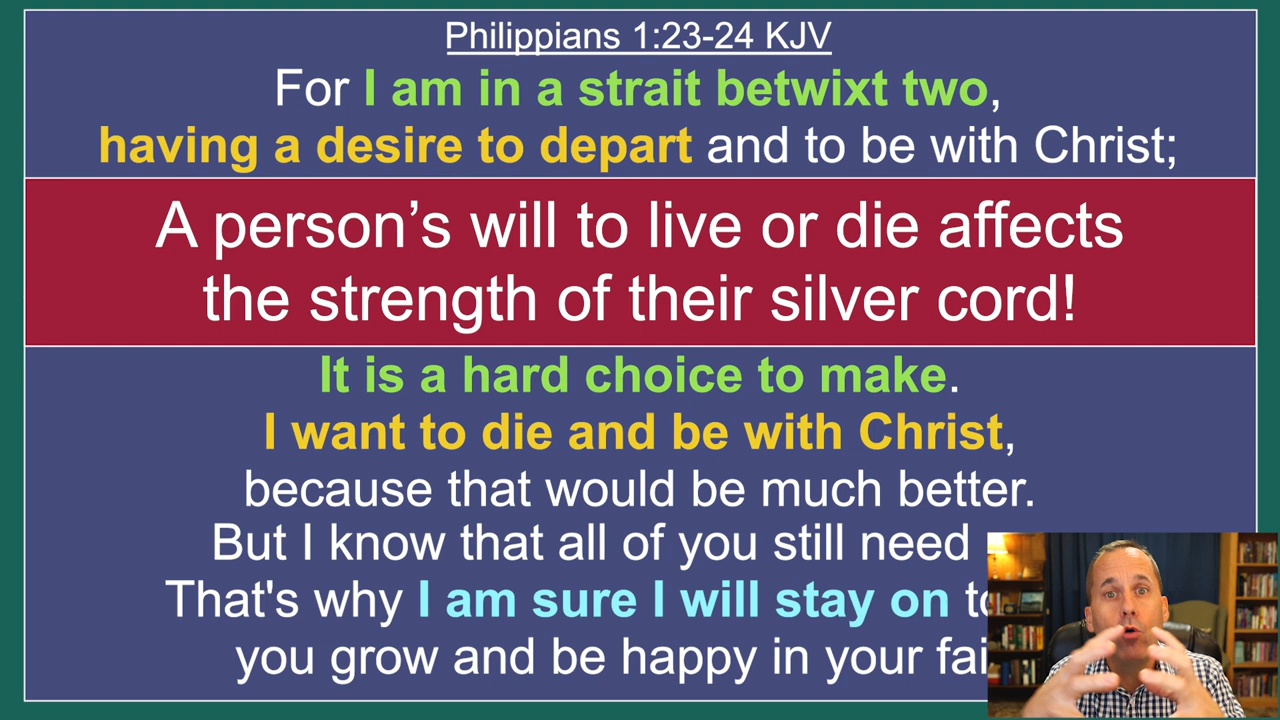 Philippians 1:23-24 KJV
For I am in a strait betwixt two,
having a desire to depart and to be with Christ;
A person’s will to live or die affects
the strength of their silver cord!
It is a hard choice to make.
I want to die and be with Christ,
because that would be much better.
But I know that all of you still need
That's why I am sure I will stay on
you grow and be happy in your